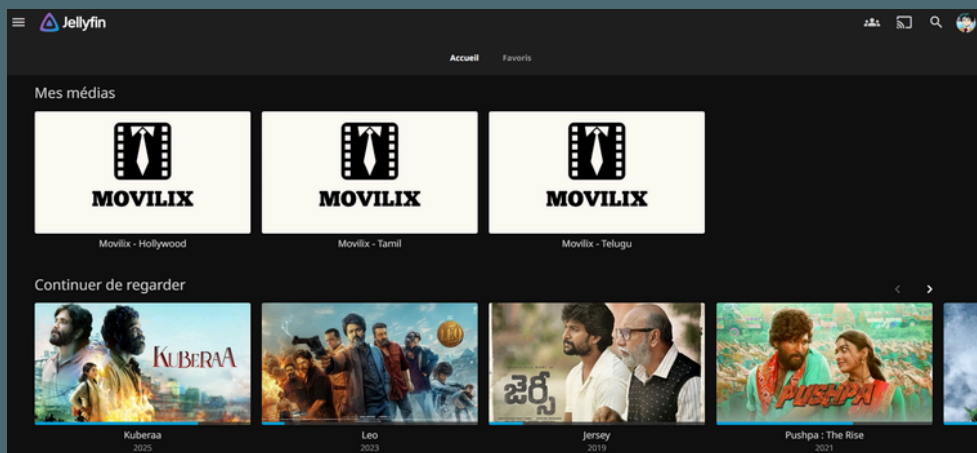 Jellyfin
Accueil Favoris
Mes médias
MOVILIX MOVILIX MOVILIX
Movilix - Hollywood Movilix - Tamil Movilix - Telugu
Continuer de regarder
KUBERAA LEO జెర్సీ PUSHPA
Kuberaa Leo Jersey Pushpa : The Rise
2025 2023 2019 2021